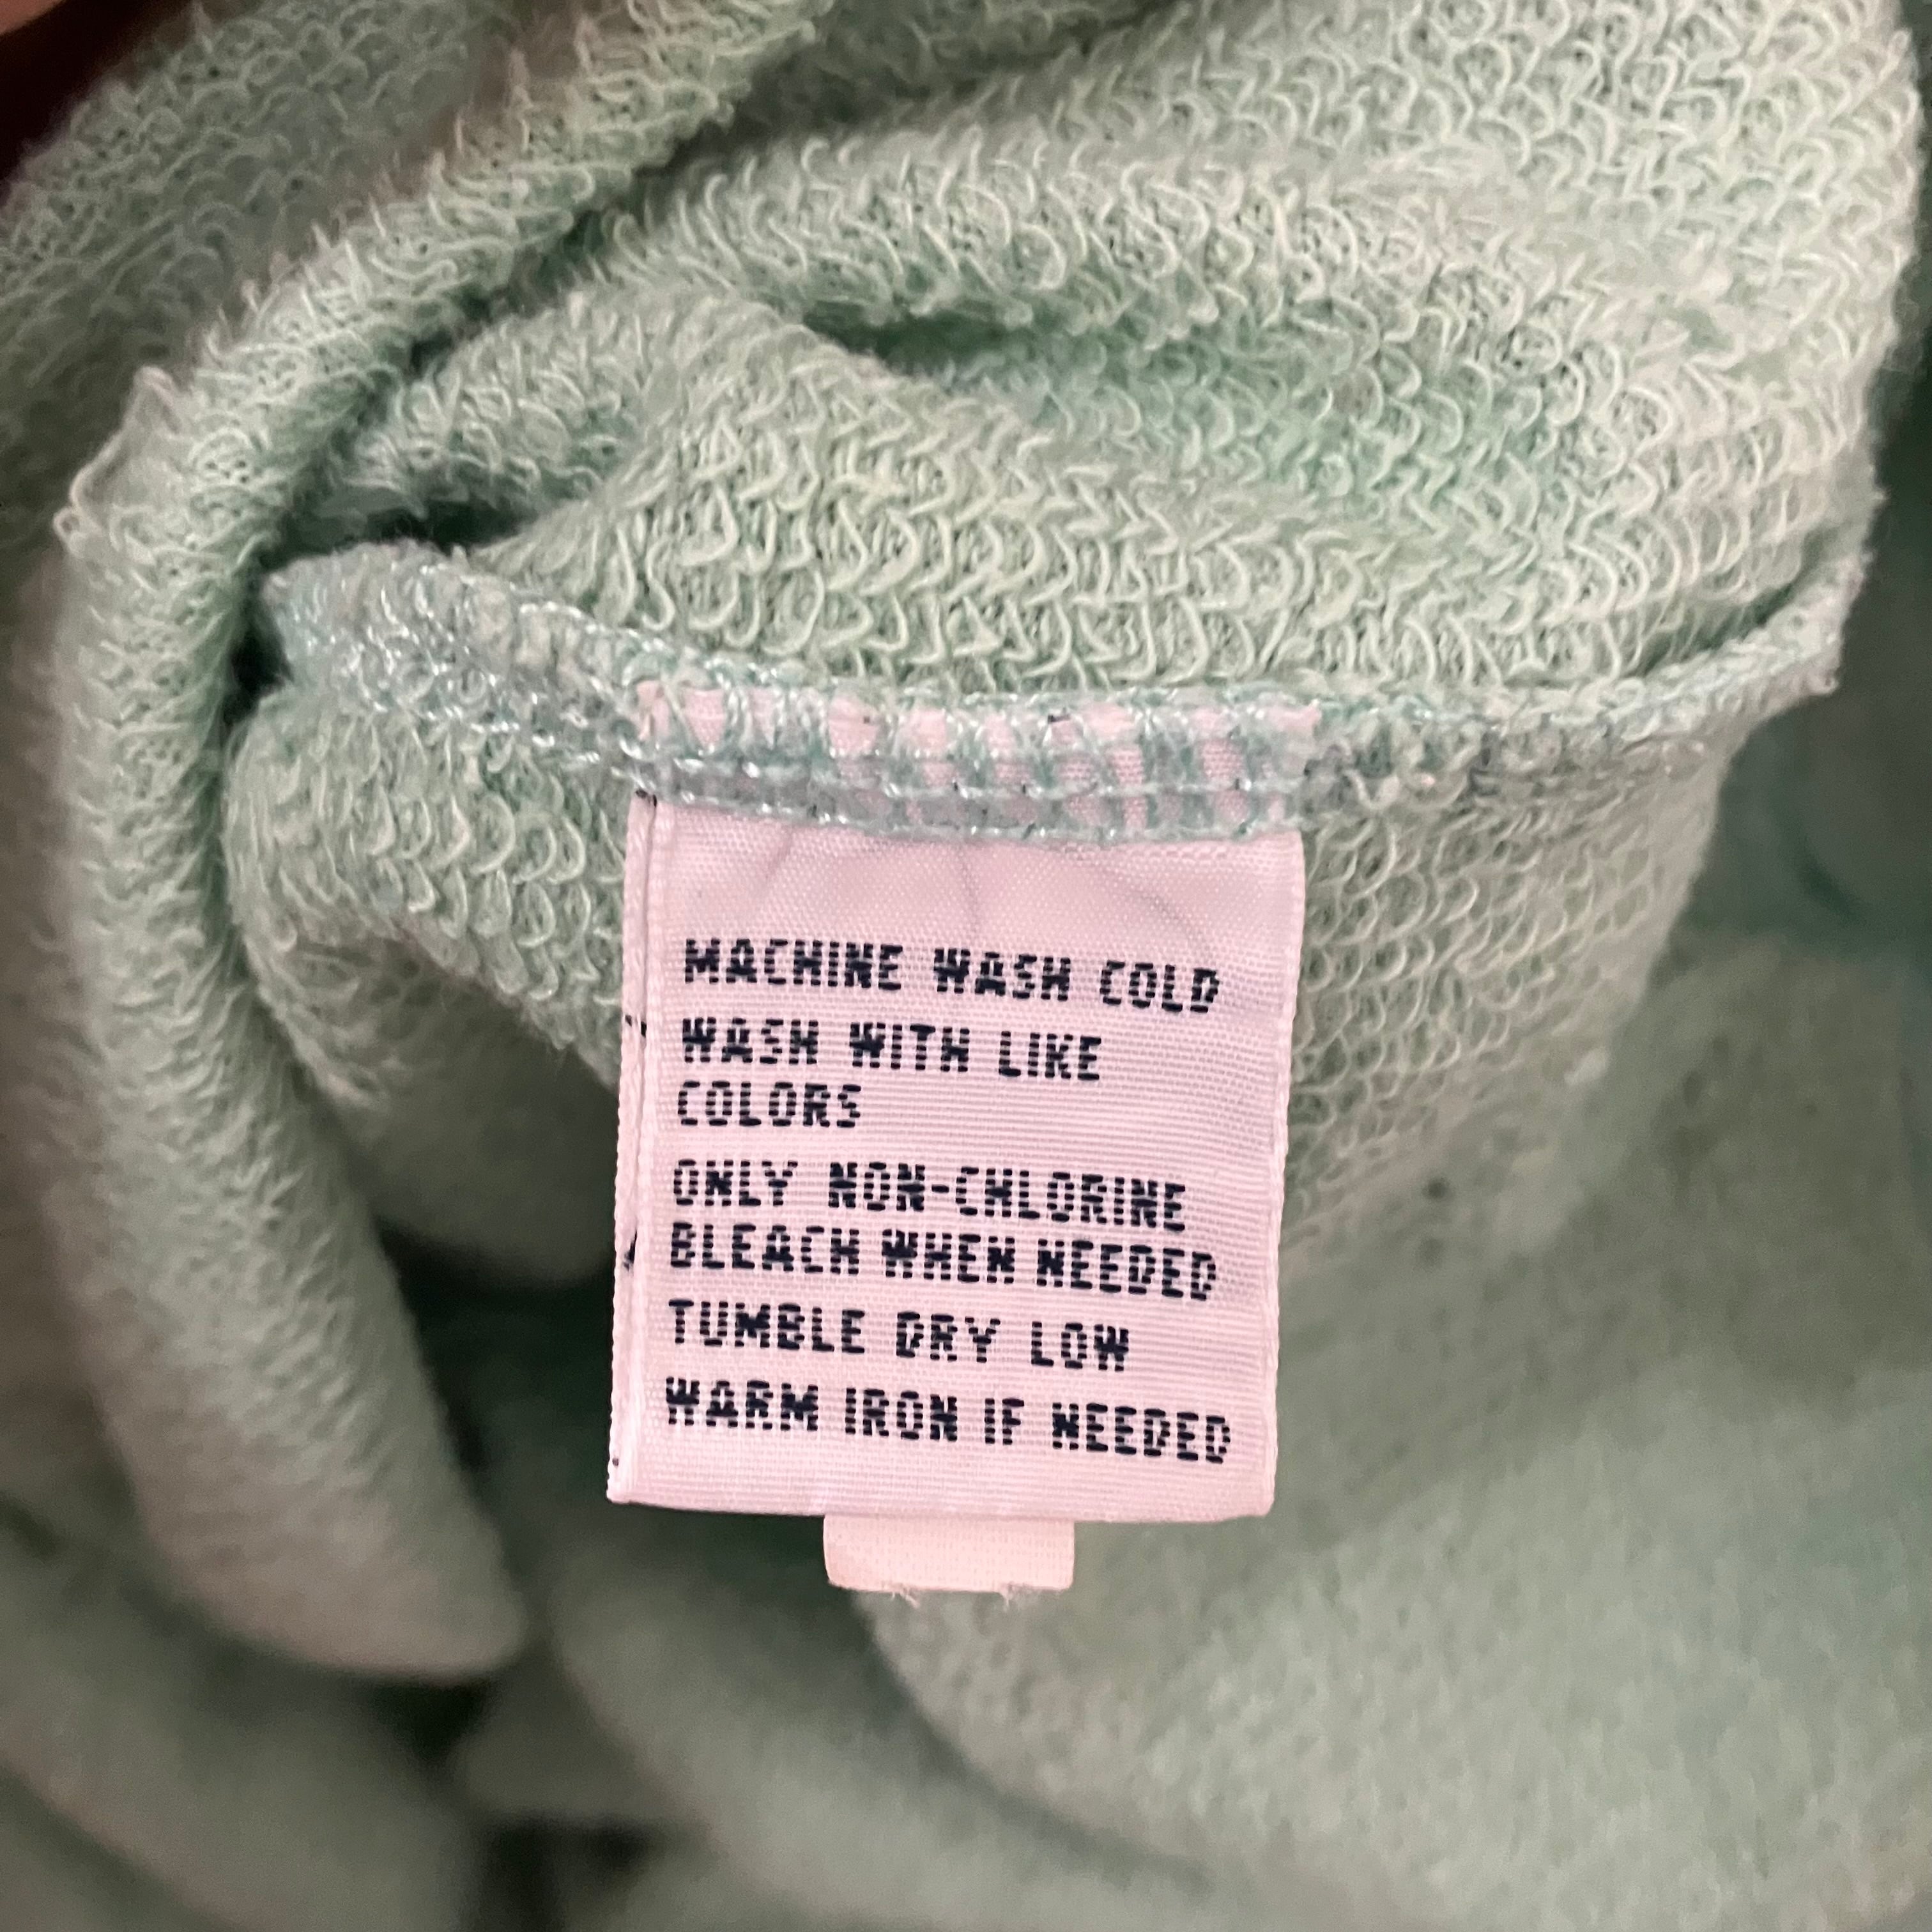 MACHINE WASH COLD
WASH WITH LIKE
COLORS
ONLY NON-CHLORINE
BLEACH WHEN NEEDED
TUMBLE DRY LOW
WARM IRON IF NEEDED